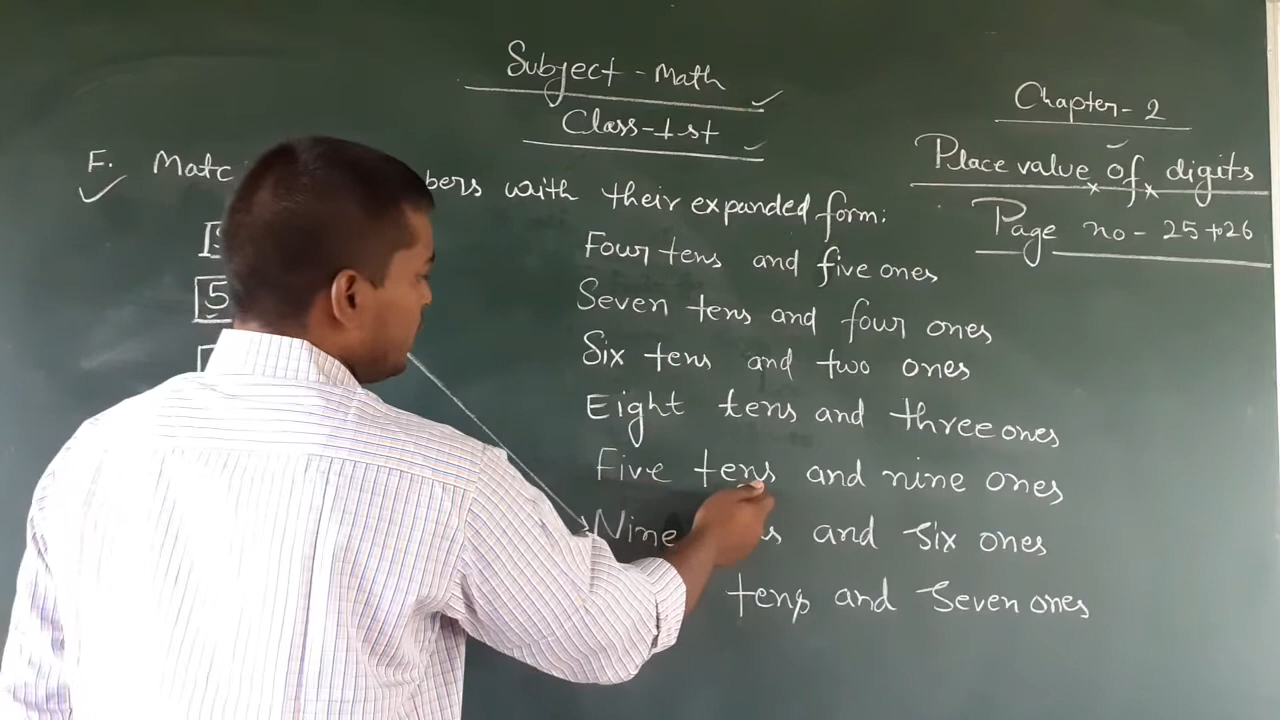 Subject - Math
Class - 1st
Chapter - 2
Place value of digits
Page no - 25+26
F. Matc bers with their expanded form:
Four tens and five ones
5
Seven tens and four ones
Six tens and two ones
Eight tens and three ones
Five tens and nine ones
Nine s and Six ones
tens and Seven ones